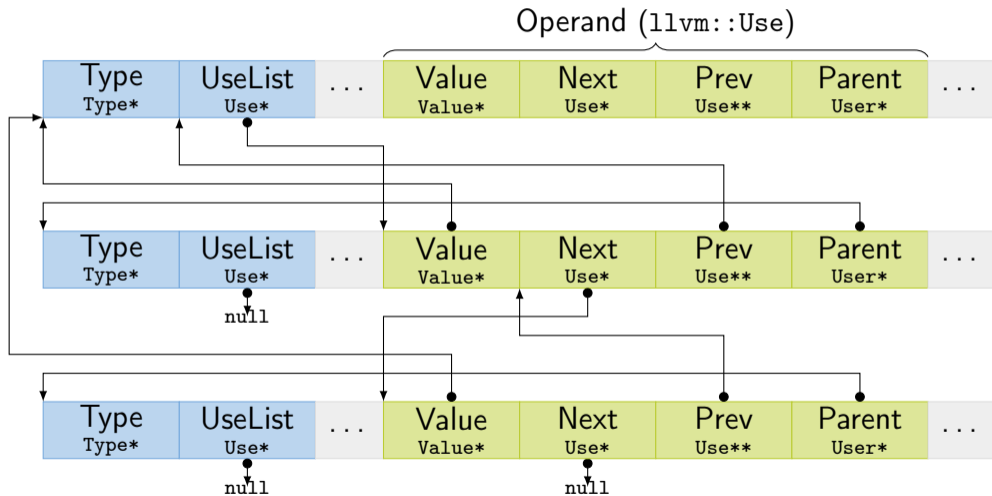 Operand (llvm::Use)
Type UseList ... Value Next Prev Parent ...
Type* Use* Value* Use* Use** User*
Type UseList ... Value Next Prev Parent ...
Type* Use* Value* Use* Use** User*
null
Type UseList ... Value Next Prev Parent ...
Type* Use* Value* Use* Use** User*
null null